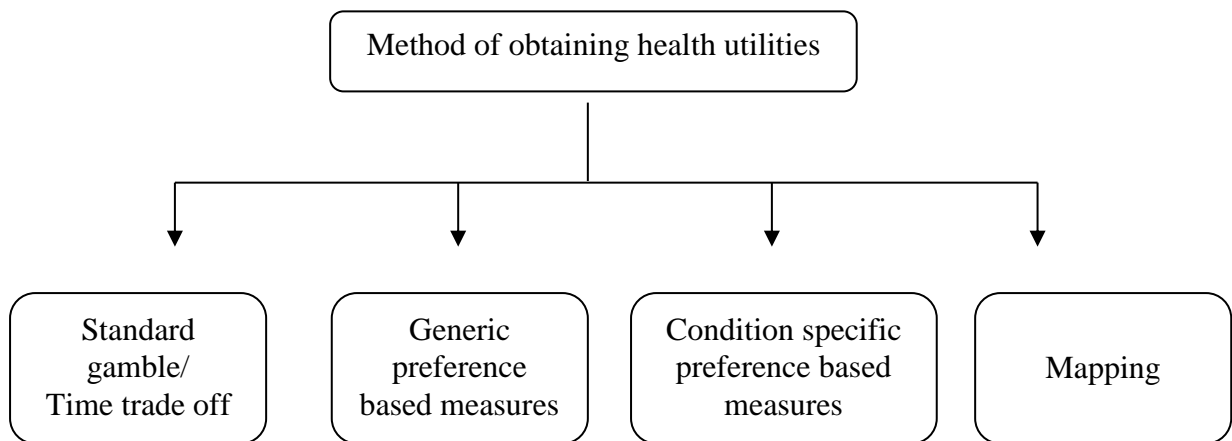 Method of obtaining health utilities
Standard
gamble/
Time trade off
Generic
preference
based measures
Condition specific
preference based
measures
Mapping